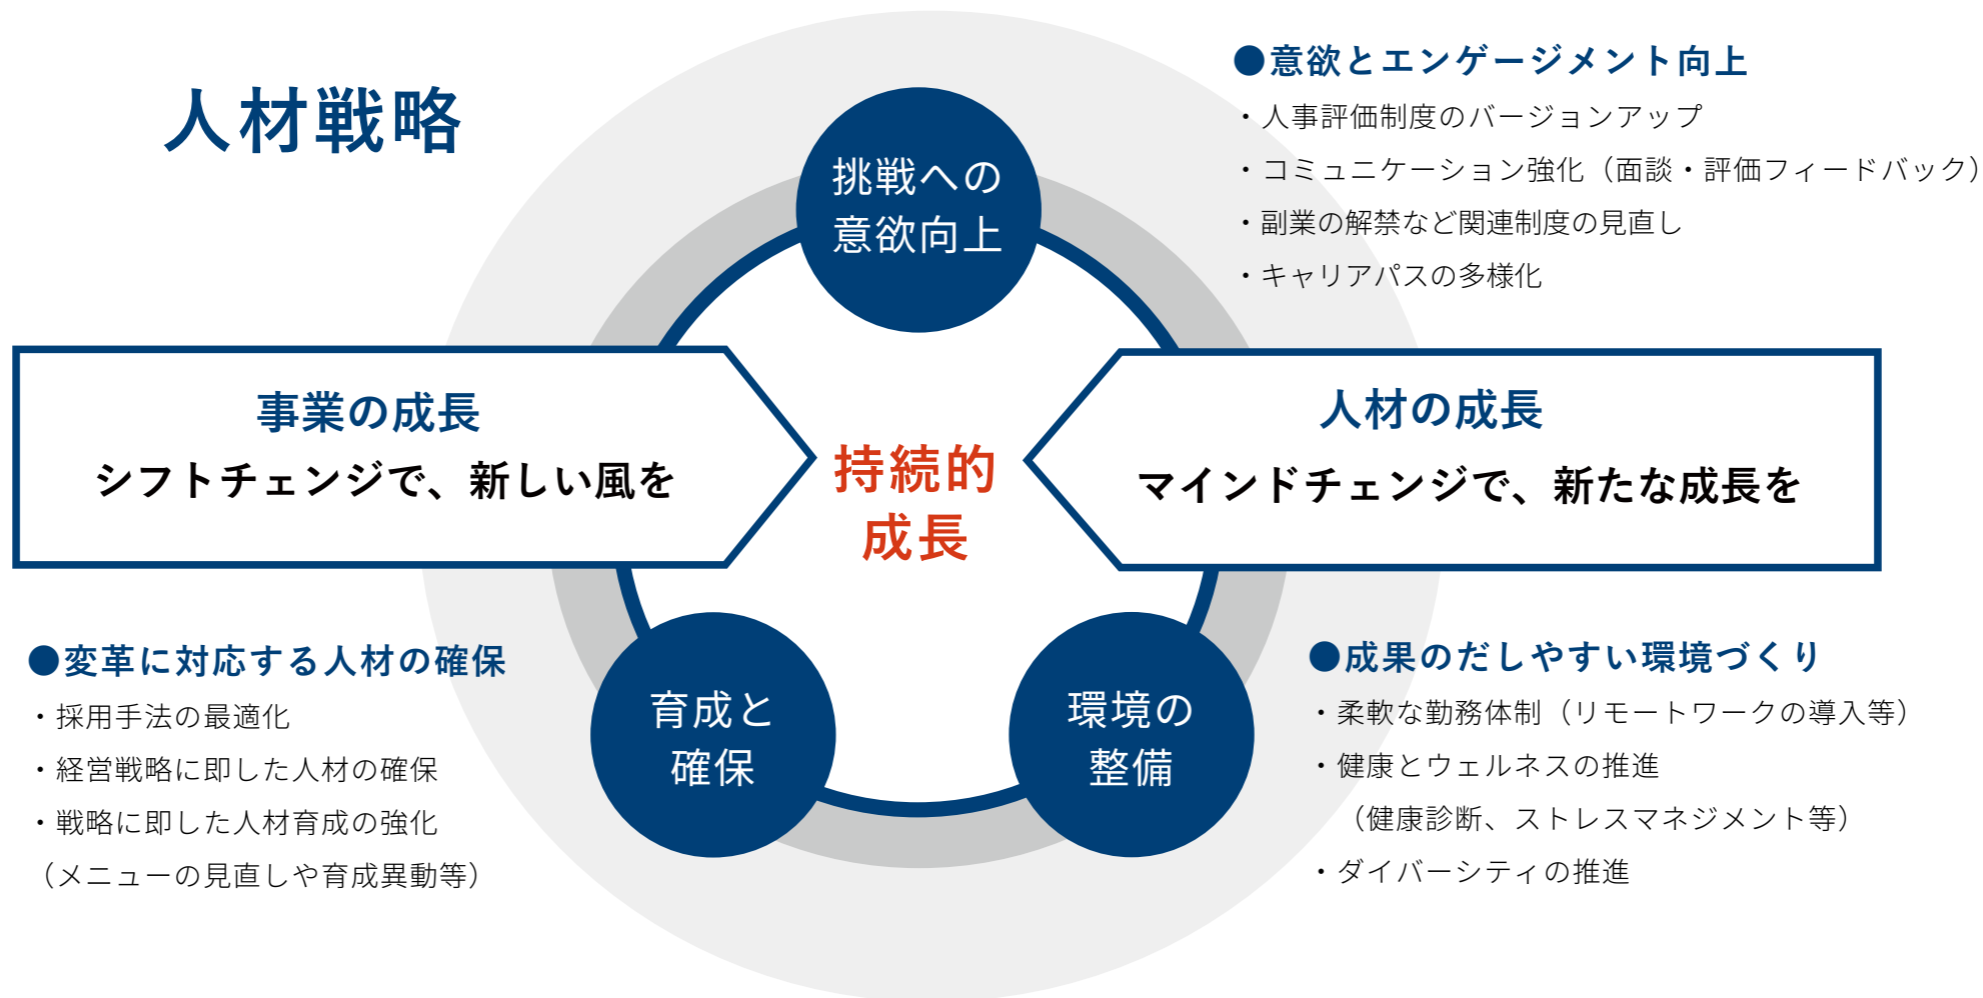 人材戦略
挑戦への
意欲向上
●意欲とエンゲージメント向上
・人事評価制度のバージョンアップ
・コミュニケーション強化（面談・評価フィードバック）
・副業の解禁など関連制度の見直し
・キャリアパスの多様化
事業の成長
シフトチェンジで、新しい風を
持続的
成長
人材の成長
マインドチェンジで、新たな成長を
●変革に対応する人材の確保
・採用手法の最適化
・経営戦略に即した人材の確保
・戦略に即した人材育成の強化
（メニューの見直しや育成異動等）
育成と
確保
環境の
整備
●成果のだしやすい環境づくり
・柔軟な勤務体制（リモートワークの導入等）
・健康とウェルネスの推進
（健康診断、ストレスマネジメント等）
・ダイバーシティの推進